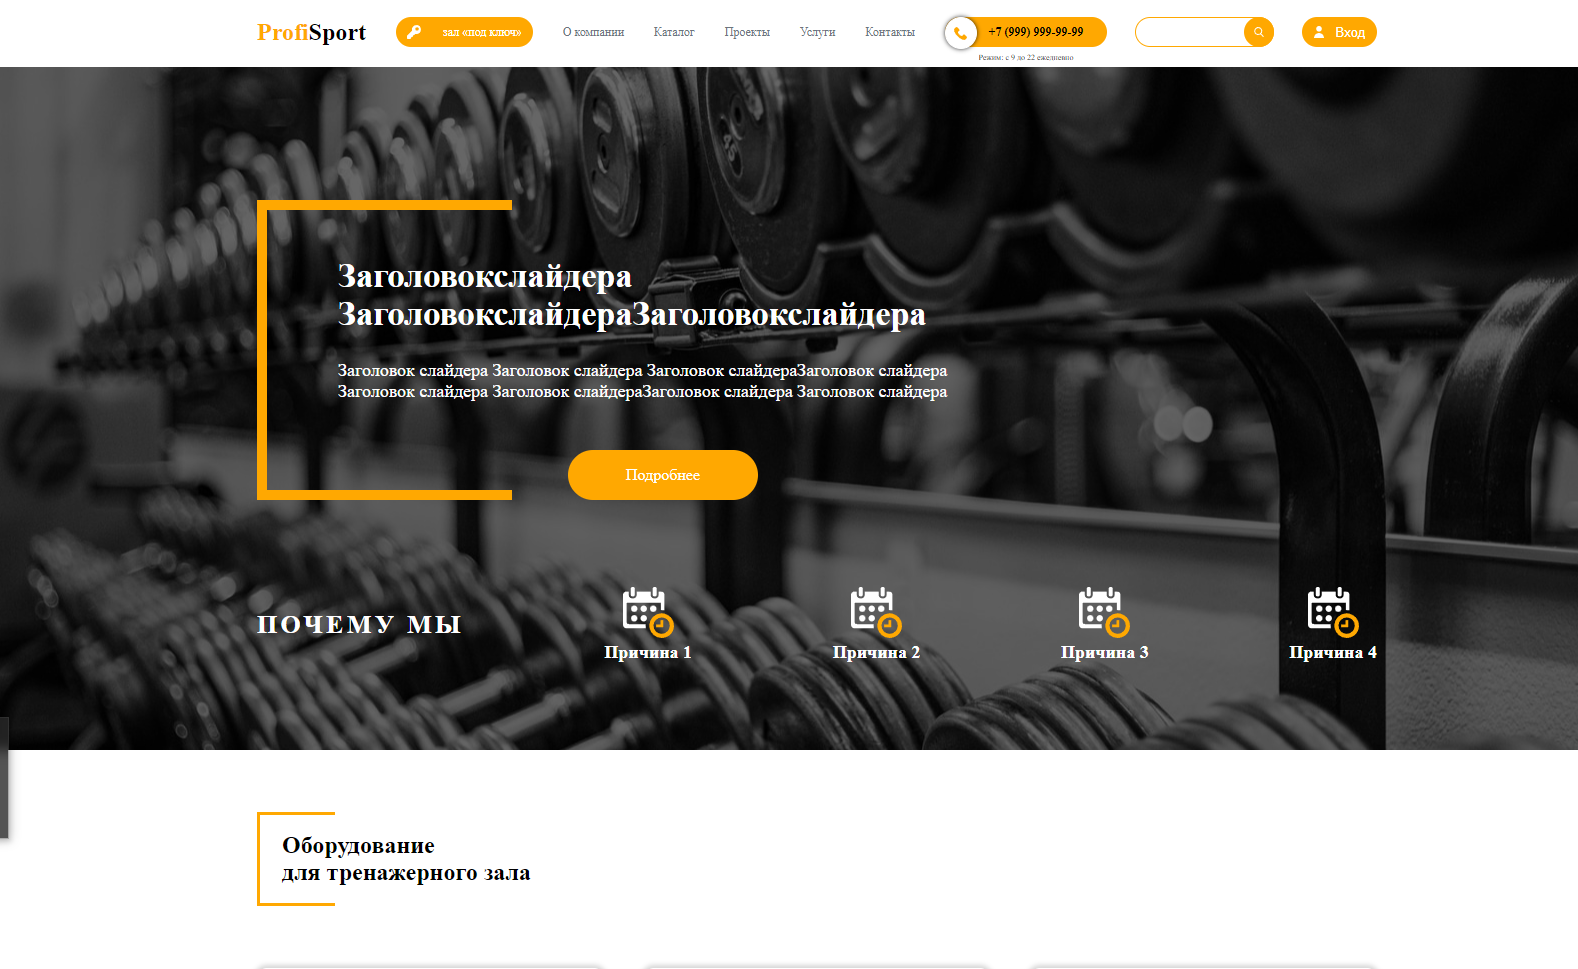 ProfiSport
зал «под ключ»
О компании
Каталог
Проекты
Услуги
Контакты
+7 (999) 999-99-99
Режим: с 9 до 22 ежедневно
Вход
Заголовокслайдера
ЗаголовокслайдераЗаголовокслайдера
Заголовок слайдера Заголовок слайдера Заголовок слайдераЗаголовок слайдера
Заголовок слайдера Заголовок слайдераЗаголовок слайдера Заголовок слайдера
Подробнее
ПОЧЕМУ МЫ
Причина 1
Причина 2
Причина 3
Причина 4
Оборудование
для тренажерного зала